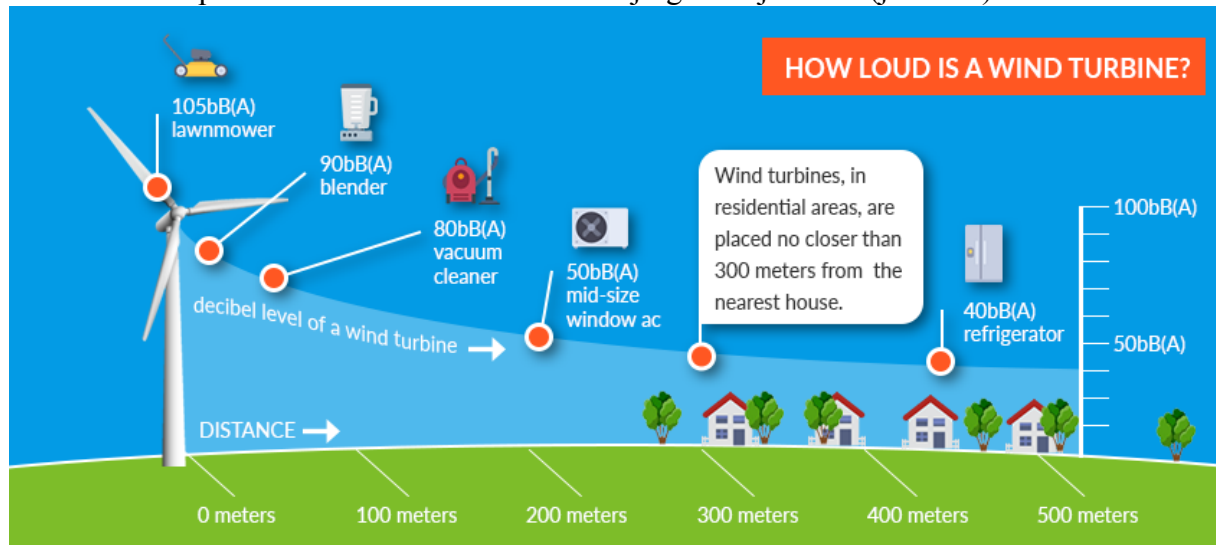 HOW LOUD IS A WIND TURBINE?
105bB(A)
lawnmower
90bB(A)
blender
80bB(A)
vacuum
cleaner
50bB(A)
mid-size
window ac
Wind turbines, in
residential areas, are
placed no closer than
300 meters from the
nearest house.
40bB(A)
refrigerator
100bB(A)
50bB(A)
decibel level of a wind turbine
DISTANCE
0 meters
100 meters
200 meters
300 meters
400 meters
500 meters